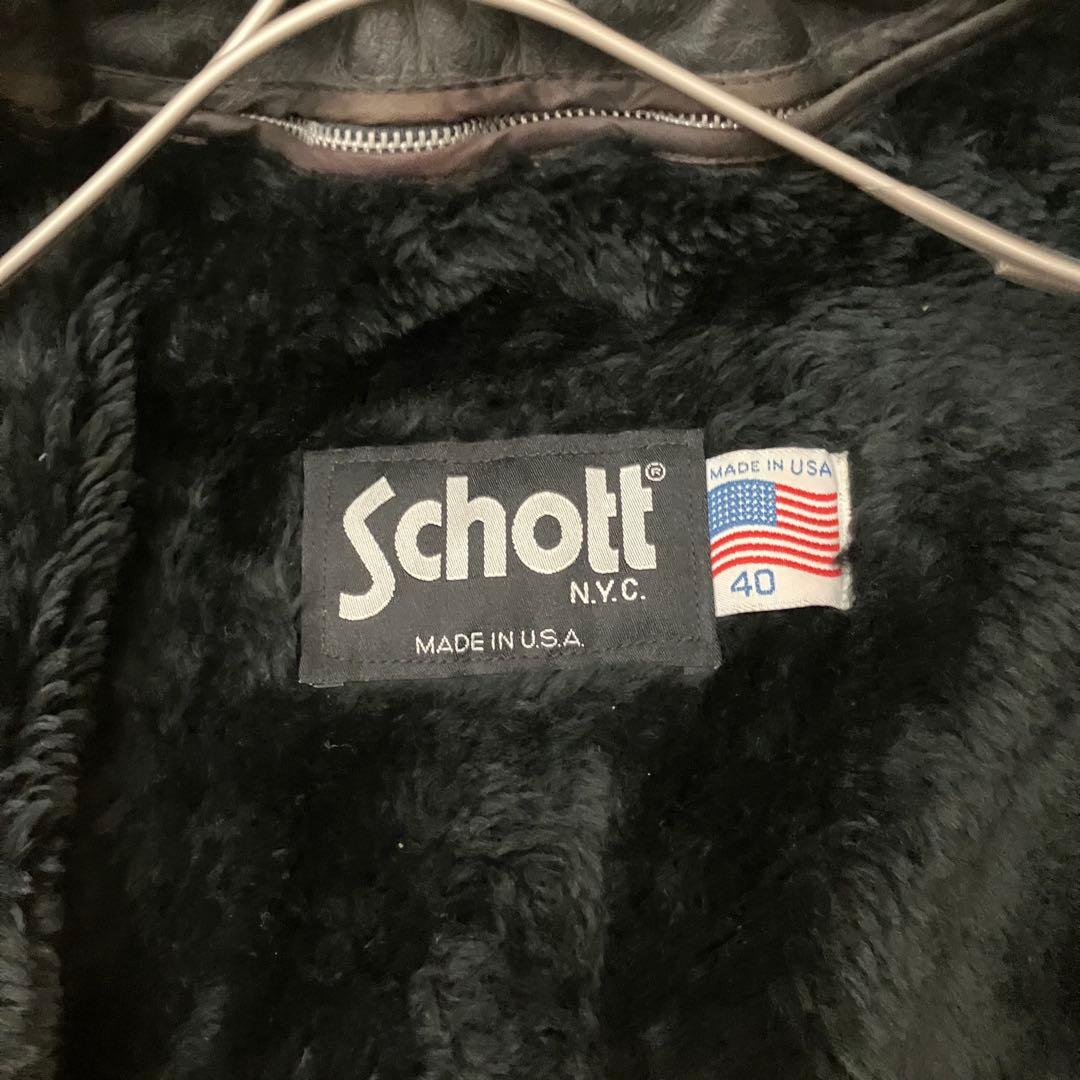 Schott®
N.Y.C.
MADE IN U.S.A.
MADE IN USA
40